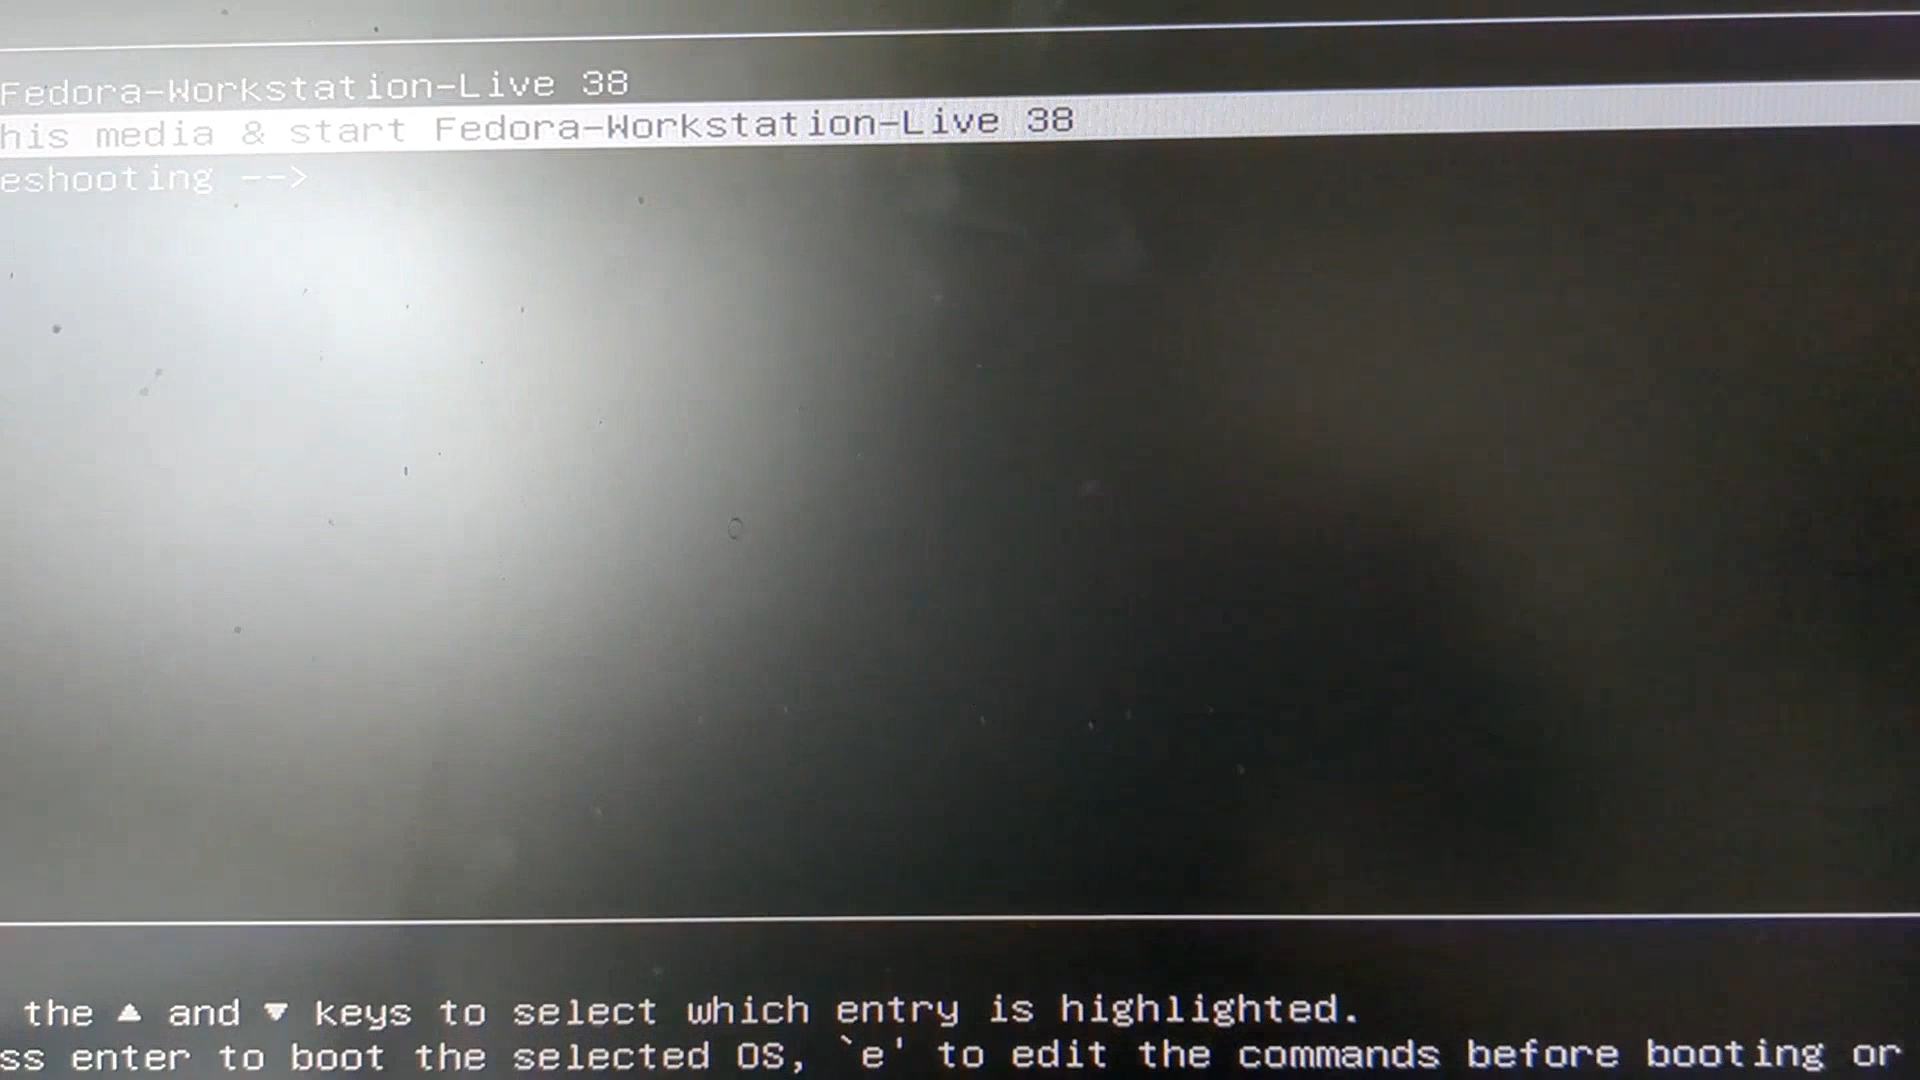 Fedora-Workstation-Live 38
his media & start Fedora-Workstation-Live 38
eshooting -->
the ▲ and ▼ keys to select which entry is highlighted.
ss enter to boot the selected OS, `e' to edit the commands before booting or